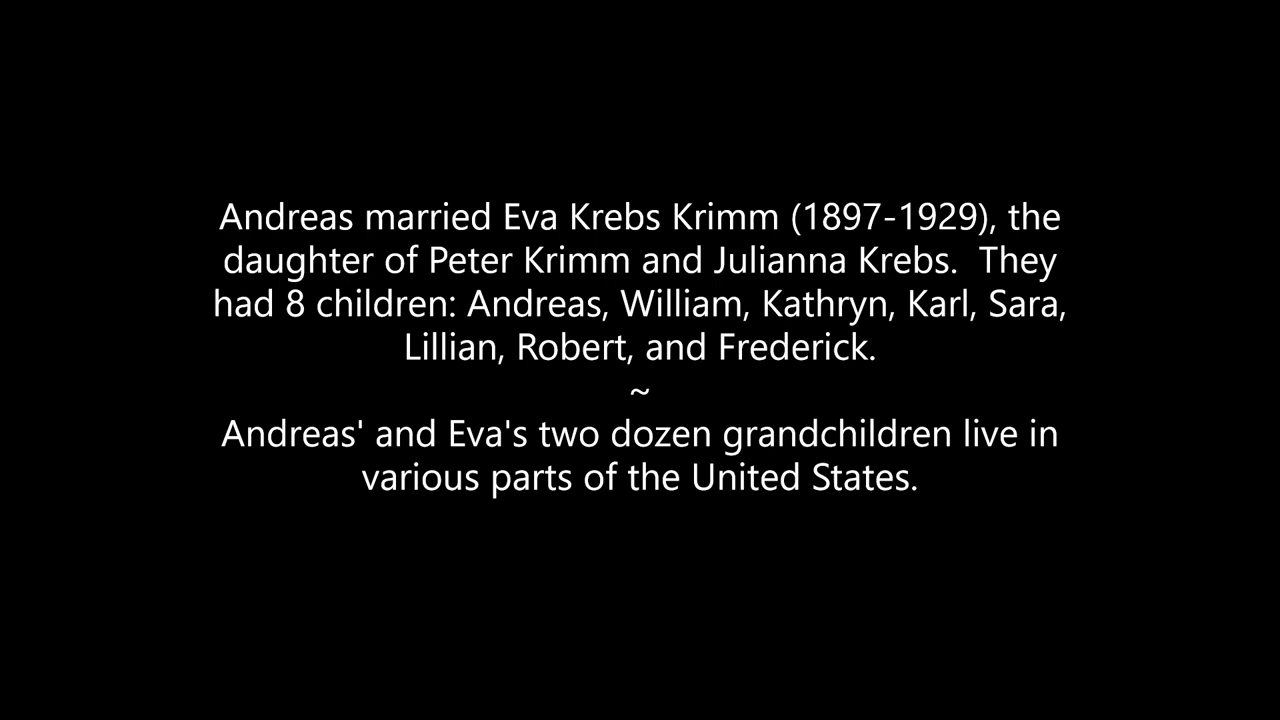 Andreas married Eva Krebs Krimm (1897-1929), the
daughter of Peter Krimm and Julianna Krebs.  They
had 8 children: Andreas, William, Kathryn, Karl, Sara,
Lillian, Robert, and Frederick.
~
Andreas' and Eva's two dozen grandchildren live in
various parts of the United States.